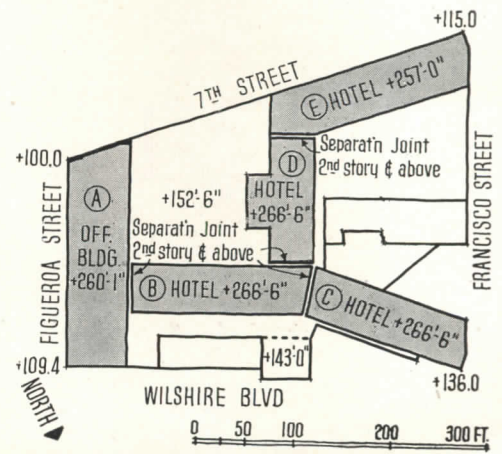 +115.0
7TH STREET
Ⓔ HOTEL +257'-0"
Separat'n Joint
2nd story & above
+100.0
Ⓐ
OFF.
BLDG.
+260'-1"
+152'-6"
Ⓓ
HOTEL
+266'-6"
Separat'n Joint
2nd story & above
FIGUEROA STREET
FRANCISCO STREET
Ⓑ HOTEL +266'-6"
Ⓒ HOTEL +266'-6"
+143'-0"
+109.4
+136.0
NORTH
WILSHIRE BLVD
0 50 100 200 300 FT.